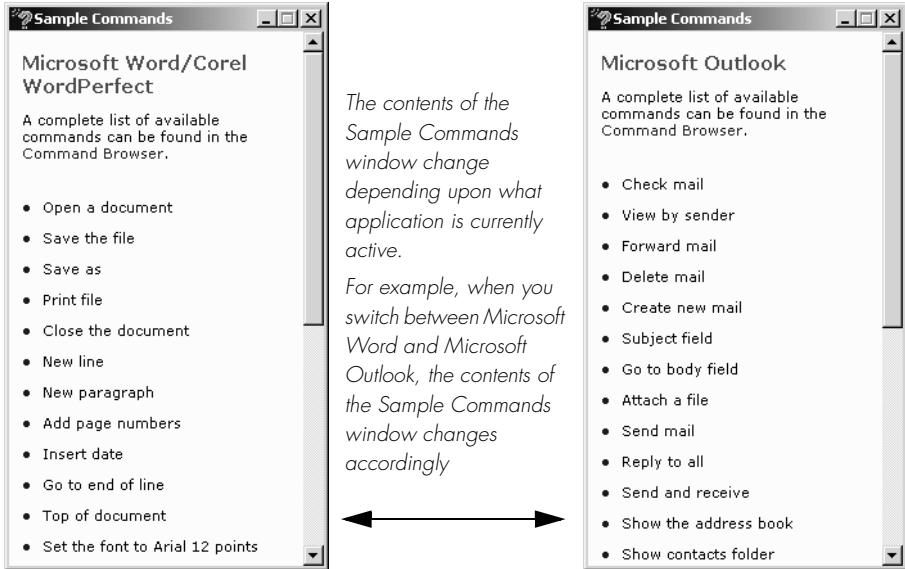 Sample Commands
Microsoft Word/Corel
WordPerfect
A complete list of available
commands can be found in the
Command Browser.
• Open a document
• Save the file
• Save as
• Print file
• Close the document
• New line
• New paragraph
• Add page numbers
• Insert date
• Go to end of line
• Top of document
• Set the font to Arial 12 points
The contents of the
Sample Commands
window change
depending upon what
application is currently
active.
For example, when you
switch between Microsoft
Word and Microsoft
Outlook, the contents of
the Sample Commands
window changes
accordingly
Sample Commands
Microsoft Outlook
A complete list of available
commands can be found in the
Command Browser.
• Check mail
• View by sender
• Forward mail
• Delete mail
• Create new mail
• Subject field
• Go to body field
• Attach a file
• Send mail
• Reply to all
• Send and receive
• Show the address book
• Show contacts folder